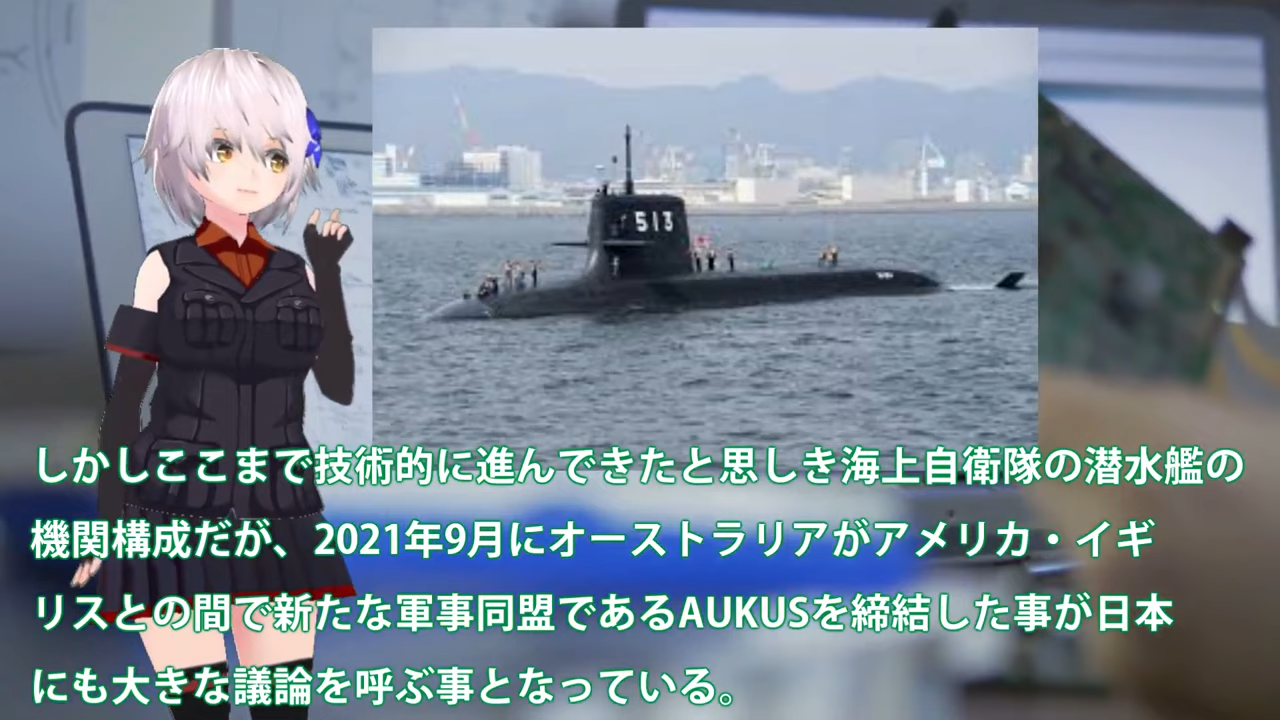 513
しかしここまで技術的に進んできたと思しき海上自衛隊の潜水艦の
機関構成だが、2021年9月にオーストラリアがアメリカ・イギ
リスとの間で新たな軍事同盟であるAUKUSを締結した事が日本
にも大きな議論を呼ぶ事となっている。